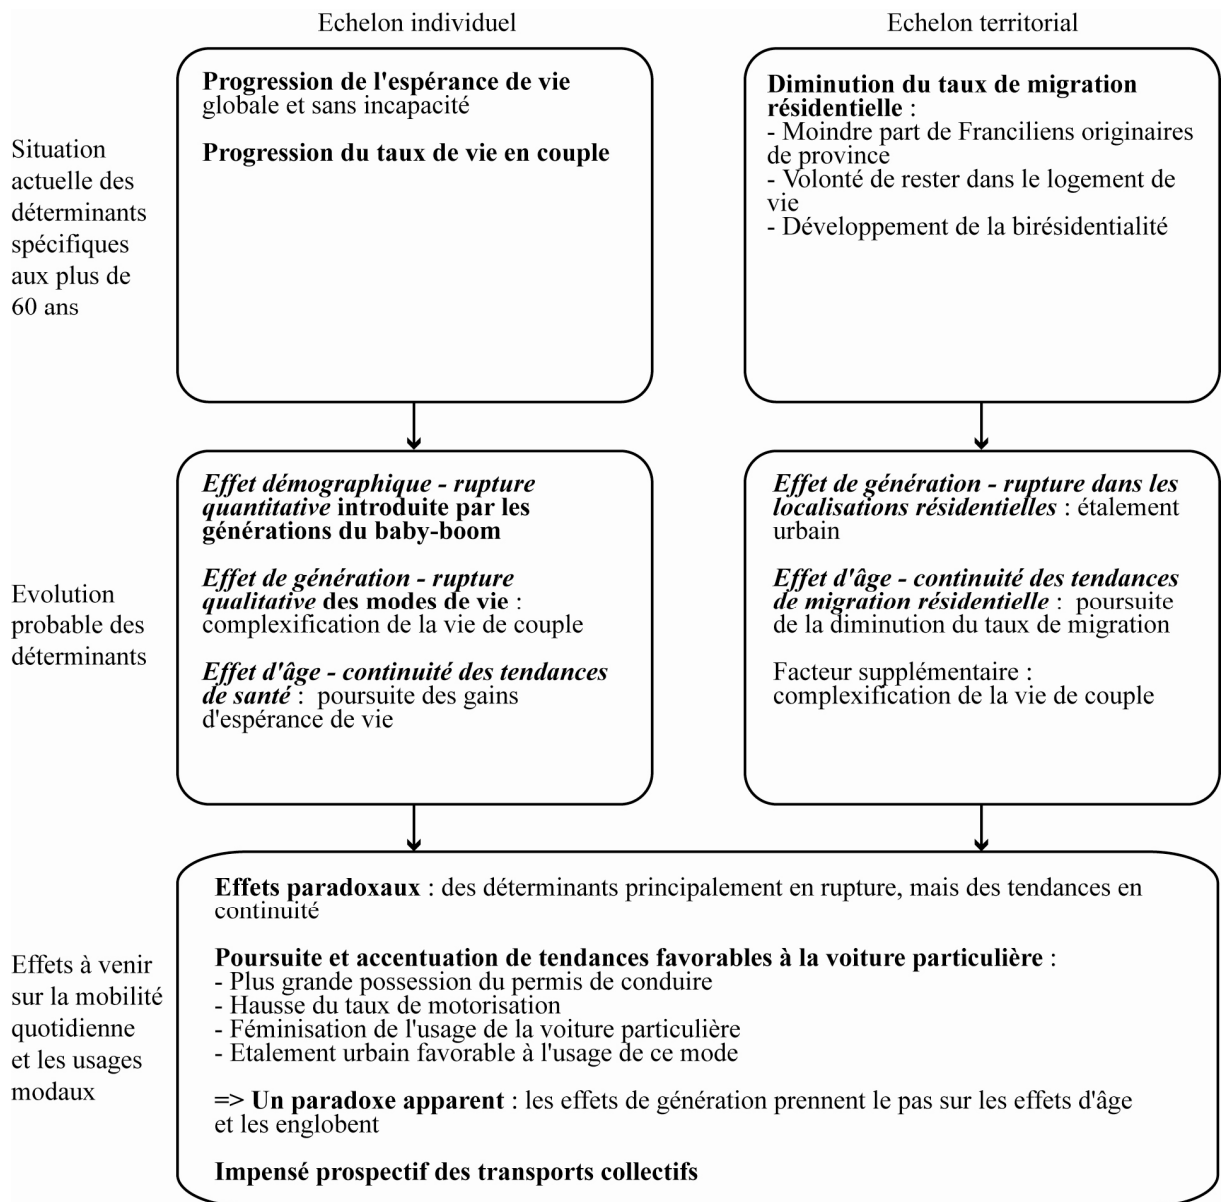 Echelon individuel
Echelon territorial
Situation
actuelle des
déterminants
spécifiques
aux plus de
60 ans
Progression de l'espérance de vie
globale et sans incapacité
Progression du taux de vie en couple
Diminution du taux de migration
résidentielle :
- Moindre part de Franciliens originaires
de province
- Volonté de rester dans le logement de
vie
- Développement de la birésidentialité
Evolution
probable des
déterminants
Effet démographique - rupture
quantitative introduite par les
générations du baby-boom
Effet de génération - rupture
qualitative des modes de vie :
complexification de la vie de couple
Effet d'âge - continuité des tendances
de santé : poursuite des gains
d'espérance de vie
Effet de génération - rupture dans les
localisations résidentielles : étalement
urbain
Effet d'âge - continuité des tendances
de migration résidentielle : poursuite
de la diminution du taux de migration
Facteur supplémentaire :
complexification de la vie de couple
Effets à venir
sur la mobilité
quotidienne
et les usages
modaux
Effets paradoxaux : des déterminants principalement en rupture, mais des tendances en
continuité
Poursuite et accentuation de tendances favorables à la voiture particulière :
- Plus grande possession du permis de conduire
- Hausse du taux de motorisation
- Féminisation de l'usage de la voiture particulière
- Etalement urbain favorable à l'usage de ce mode
=> Un paradoxe apparent : les effets de génération prennent le pas sur les effets d'âge
et les englobent
Impensé prospectif des transports collectifs